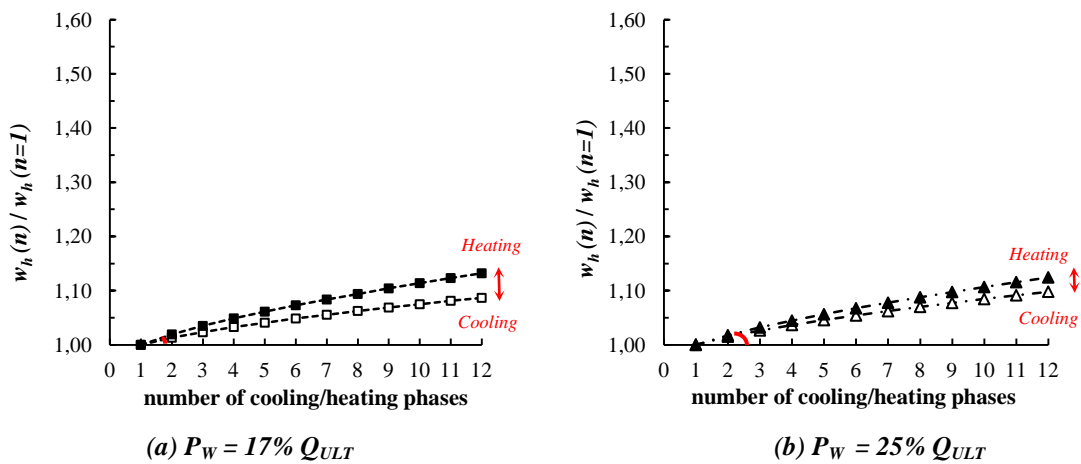 1,60
1,50
1,40
1,30
1,20
1,10
1,00
w_h (n) / w_h (n=1)
Heating
Cooling
0 1 2 3 4 5 6 7 8 9 10 11 12
number of cooling/heating phases
(a) P_W = 17% Q_ULT
1,60
1,50
1,40
1,30
1,20
1,10
1,00
w_h (n) / w_h (n=1)
Heating
Cooling
0 1 2 3 4 5 6 7 8 9 10 11 12
number of cooling/heating phases
(b) P_W = 25% Q_ULT